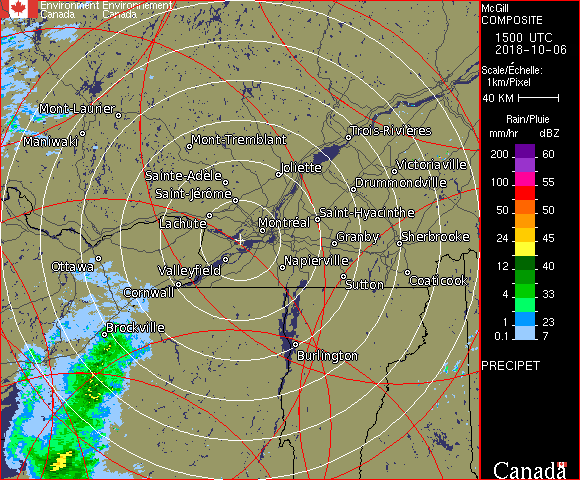 Environment Environnement
Canada Canada
McGill
COMPOSITE
1500 UTC
2018-10-06
Scale/Échelle:
1km/Pixel
40 KM
Rain/Pluie
mm/hr dBZ
200 60
100 55
50 50
24 45
12 40
4 33
1 23
0.1 7
PRECIPET
Canada
Mont-Laurier
Maniwaki
Mont-Tremblant
Trois-Rivières
Joliette
Victoriaville
Sainte-Adèle
Drummondville
Saint-Jérôme
Saint-Hyacinthe
Lachute
Montréal
Granby
Sherbrooke
Ottawa
Valleyfield
Napierville
Cornwall
Sutton
Coaticook
Brockville
Burlington